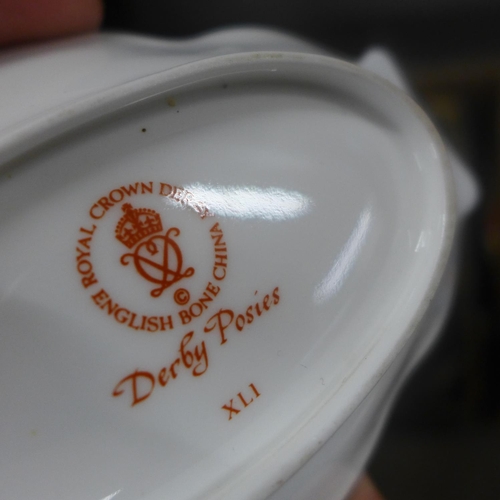 ROYAL CROWN DERBY
ENGLISH BONE CHINA
©
Derby Posies
XLI